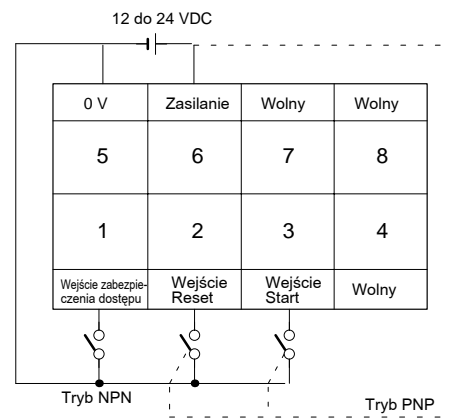 12 do 24 VDC
0 V Zasilanie Wolny Wolny
5 6 7 8
1 2 3 4
Wejście zabezpie-
czenia dostępu
Wejście
Reset
Wejście
Start
Wolny
Tryb NPN
Tryb PNP